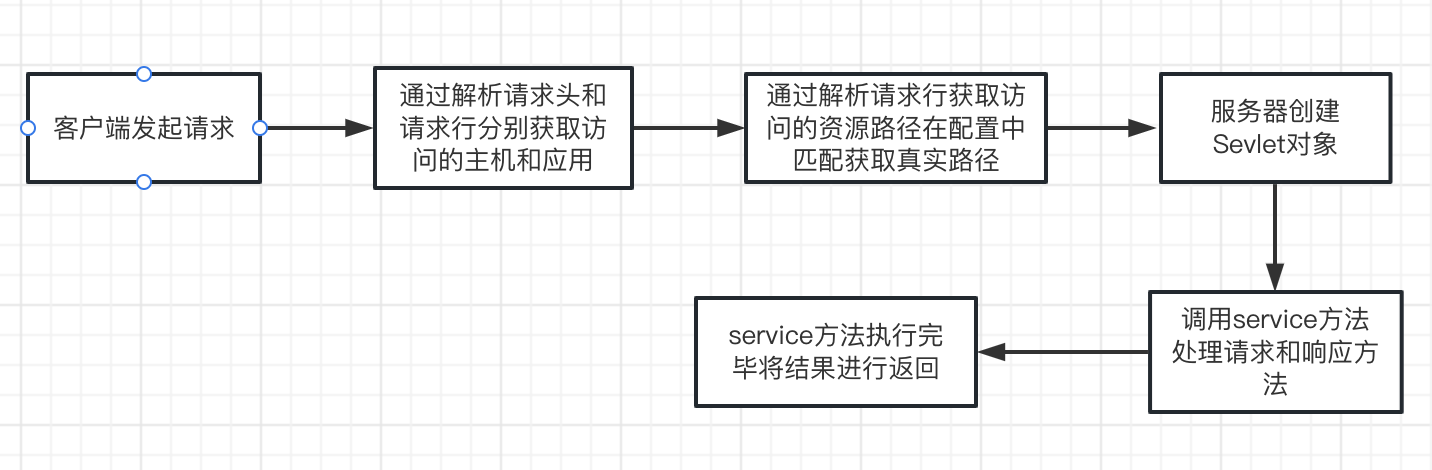 客户端发起请求
通过解析请求头和
请求行分别获取访
问的主机和应用
通过解析请求行获取访
问的资源路径在配置中
匹配获取真实路径
服务器创建
Sevlet对象
调用service方法
处理请求和响应方
法
service方法执行完
毕将结果进行返回